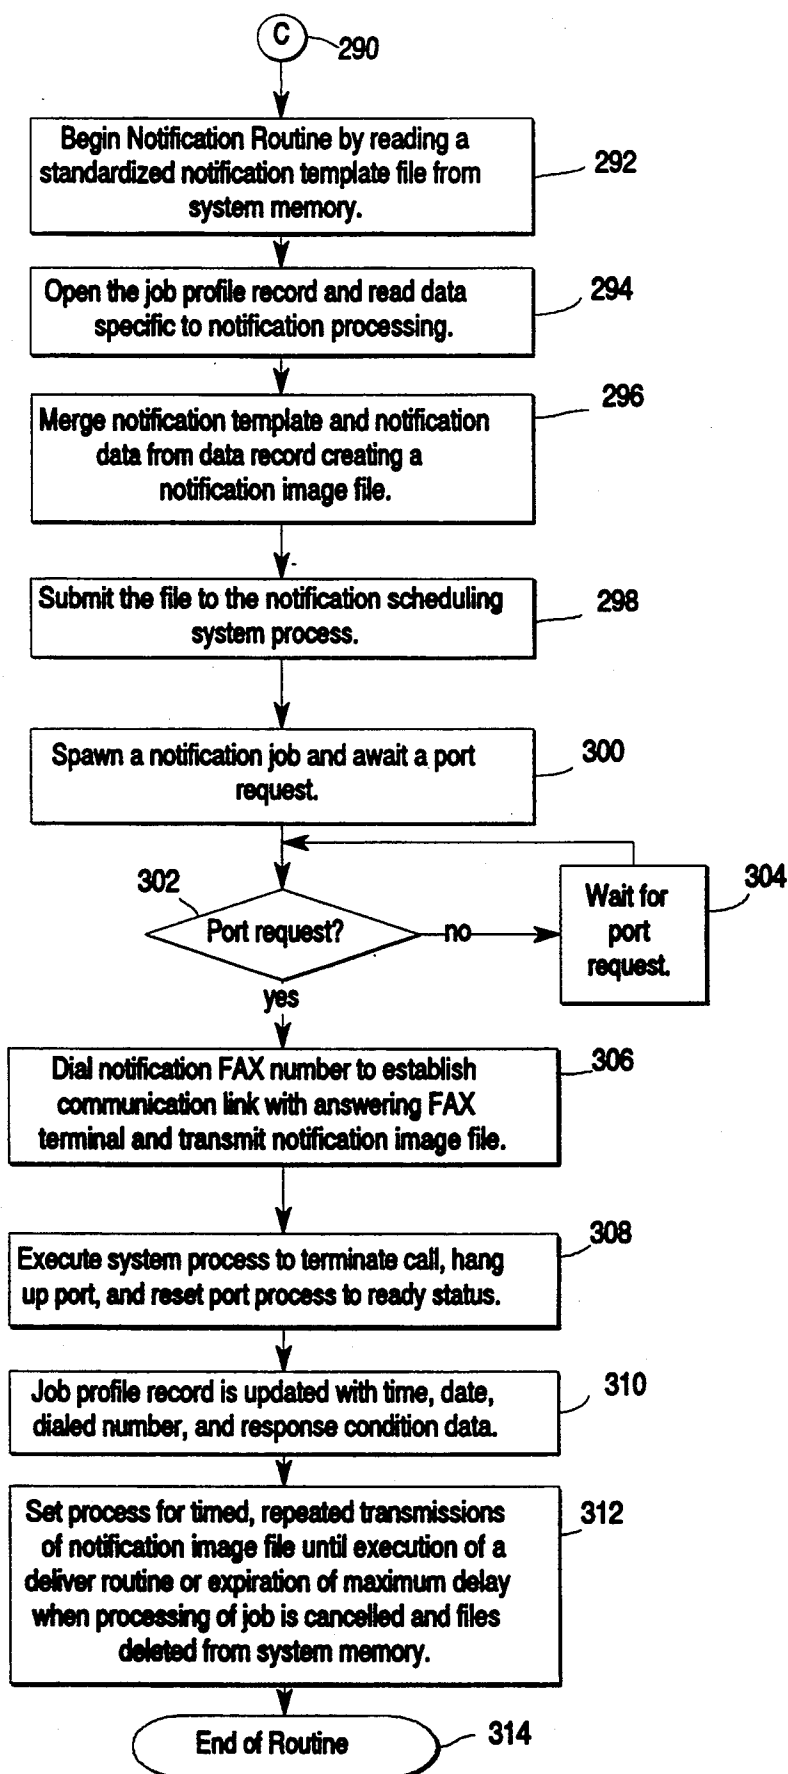 C
290
Begin Notification Routine by reading a
standardized notification template file from
system memory.
292
Open the job profile record and read data
specific to notification processing.
294
Merge notification template and notification
data from data record creating a
notification image file.
296
Submit the file to the notification scheduling
system process.
298
Spawn a notification job and await a port
request.
300
302
Port request?
no
Wait for
port
request.
304
yes
Dial notification FAX number to establish
communication link with answering FAX
terminal and transmit notification image file.
306
Execute system process to terminate call, hang
up port, and reset port process to ready status.
308
Job profile record is updated with time, date,
dialed number, and response condition data.
310
Set process for timed, repeated transmissions
of notification image file until execution of a
deliver routine or expiration of maximum delay
when processing of job is cancelled and files
deleted from system memory.
312
End of Routine
314